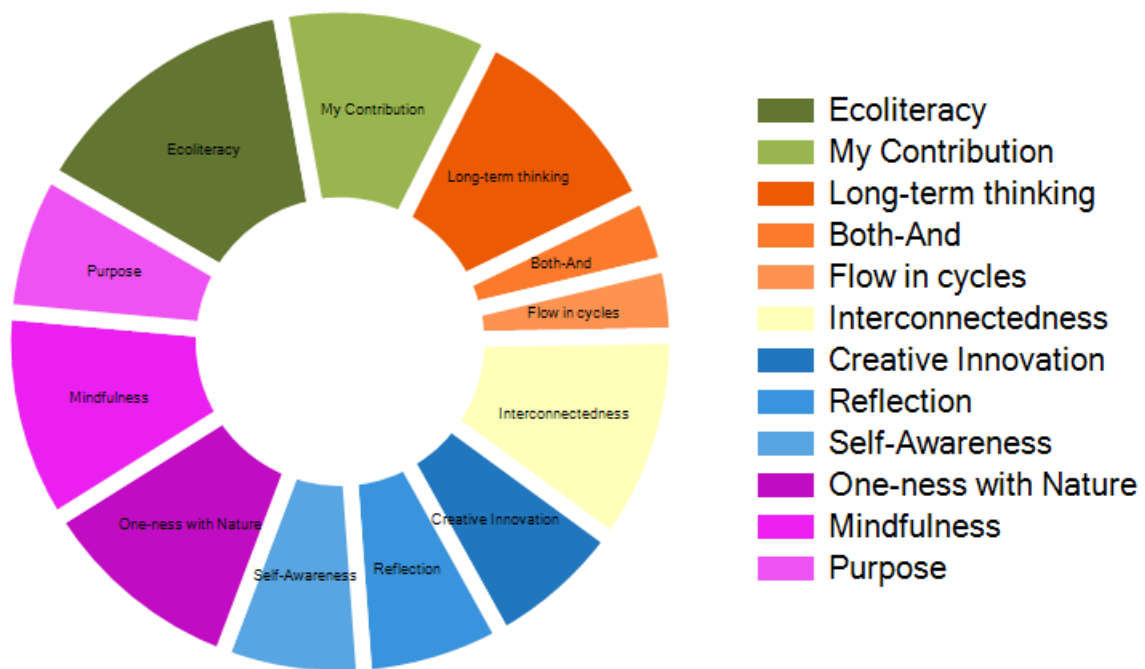 My Contribution
Ecoliteracy
Long-term thinking
Both-And
Purpose
Flow in cycles
Mindfulness
Interconnectedness
One-ness with Nature
Creative Innovation
Reflection
Self-Awareness
Ecoliteracy
My Contribution
Long-term thinking
Both-And
Flow in cycles
Interconnectedness
Creative Innovation
Reflection
Self-Awareness
One-ness with Nature
Mindfulness
Purpose